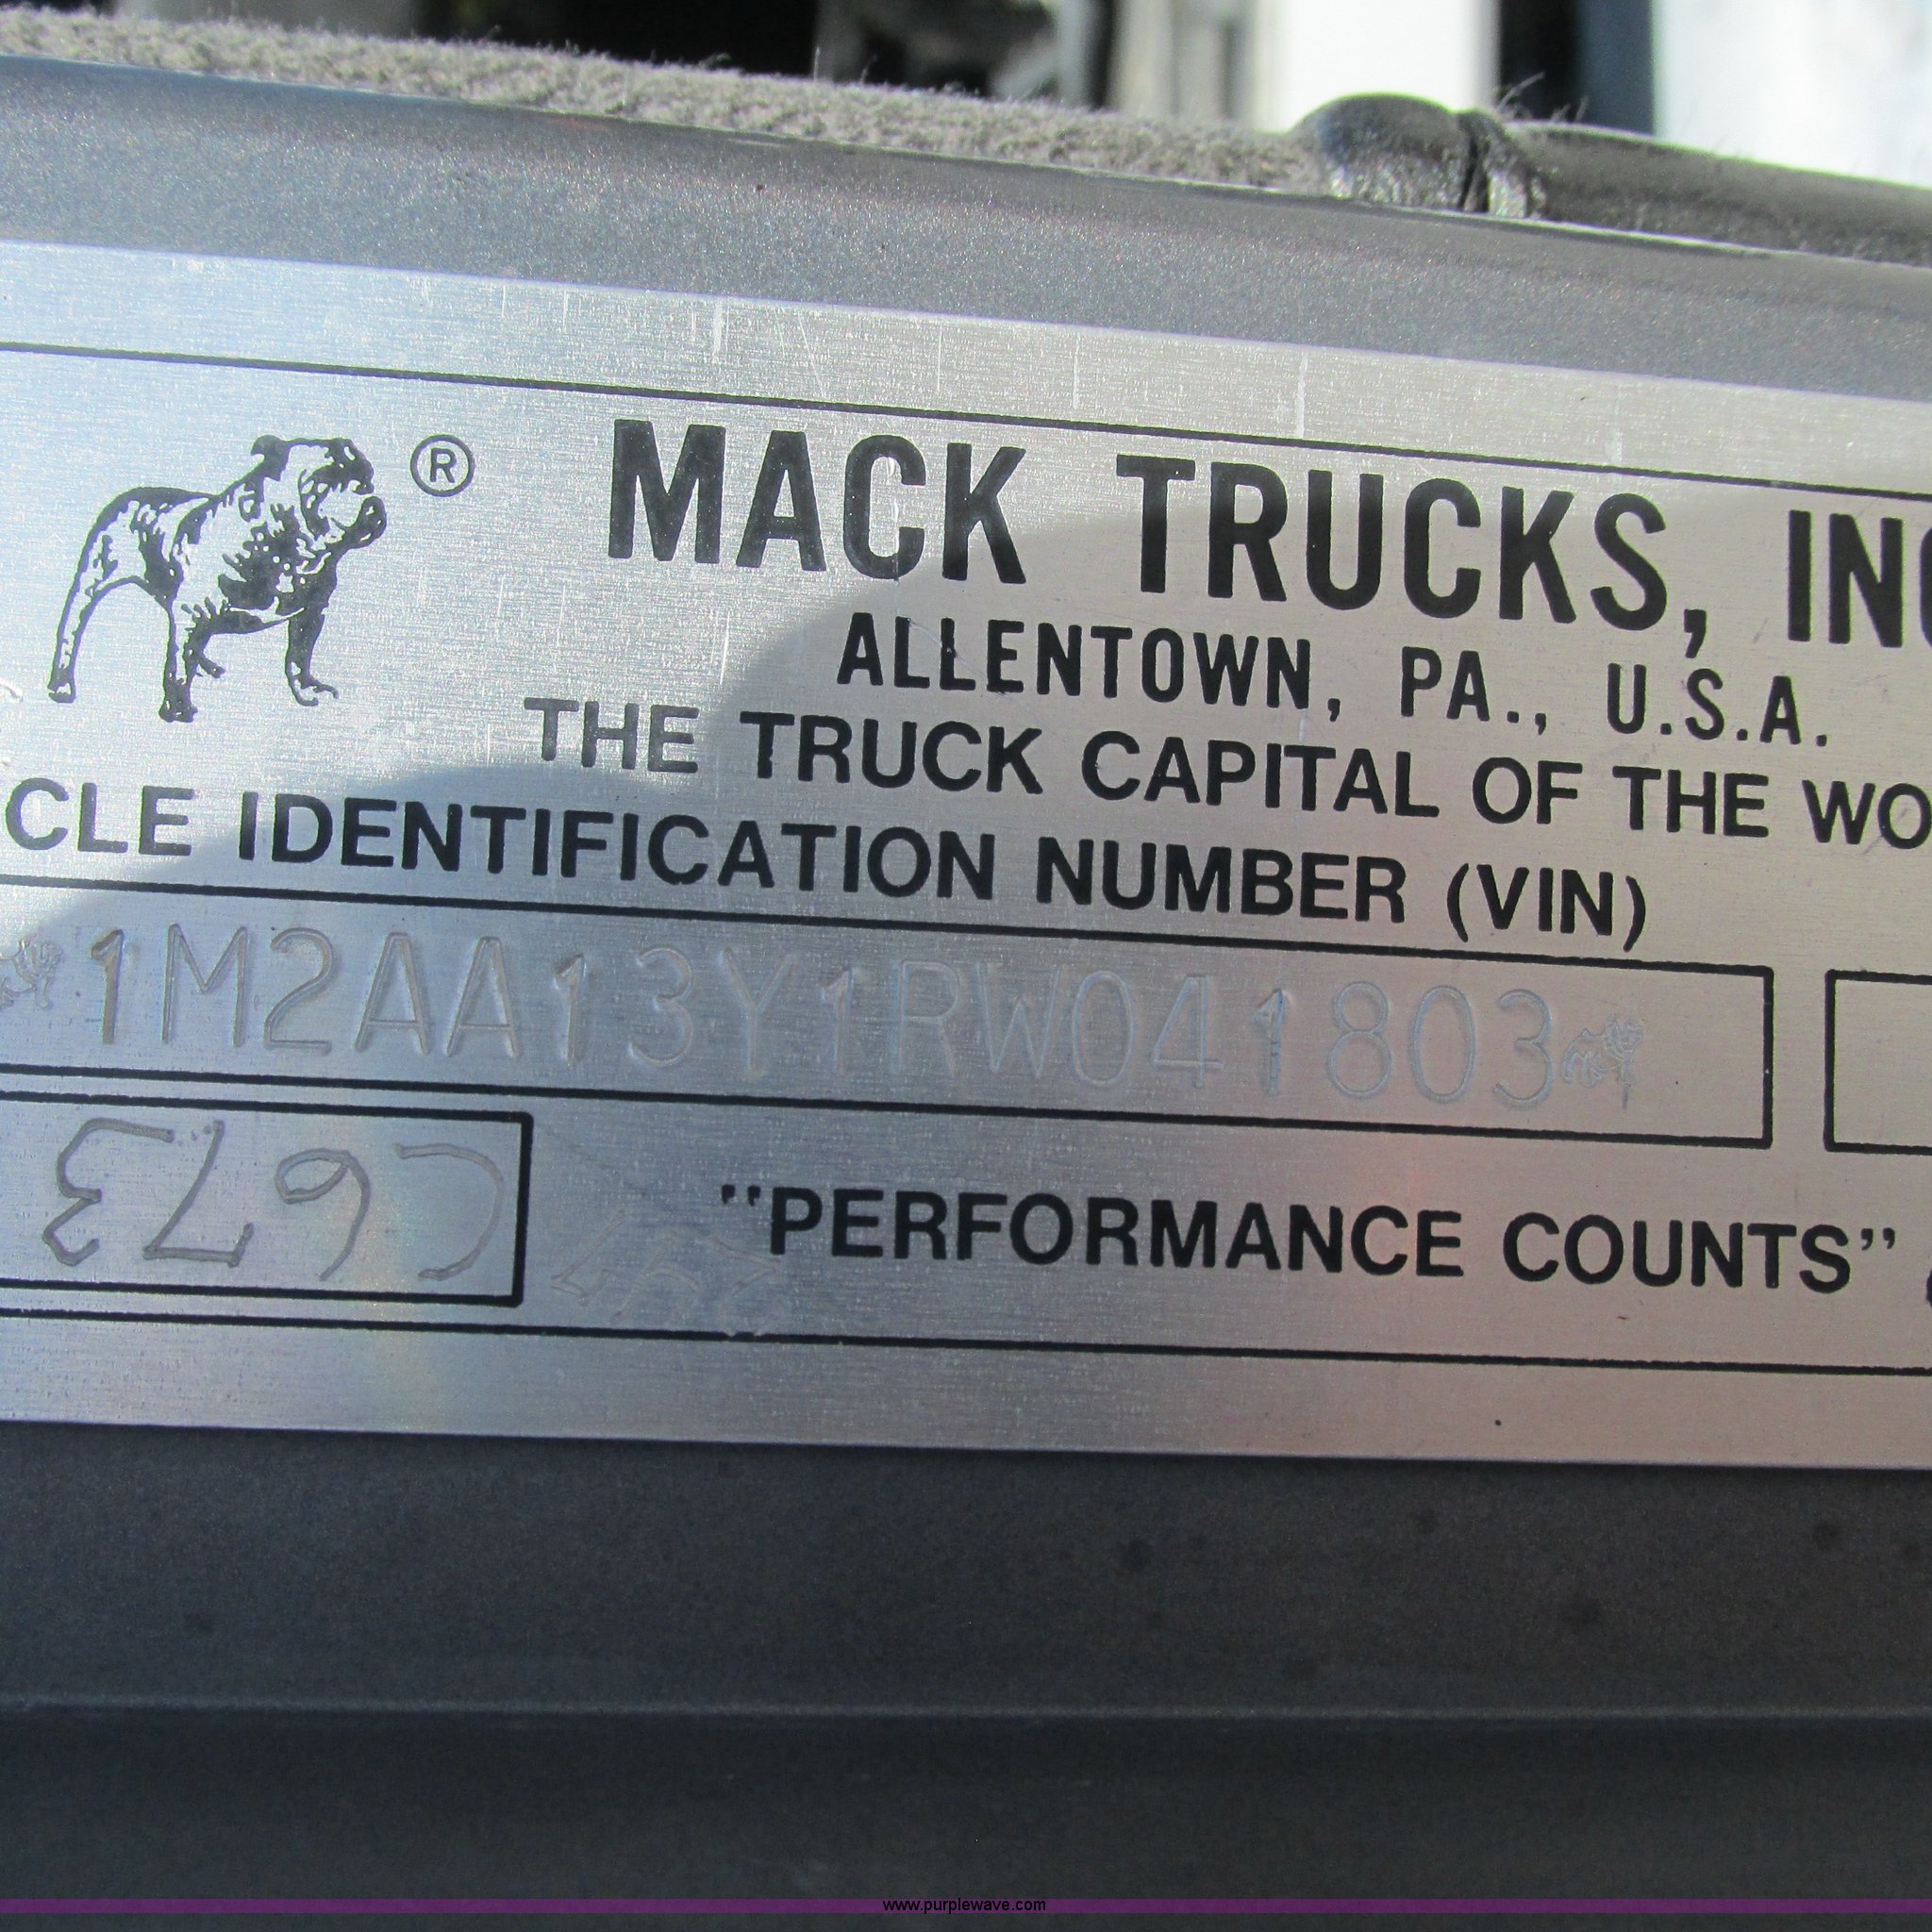 ®
MACK TRUCKS, INC
ALLENTOWN, PA., U.S.A.
THE TRUCK CAPITAL OF THE WO
CLE IDENTIFICATION NUMBER (VIN)
1M2AA13Y1RW041803
C673
"PERFORMANCE COUNTS"
www.purplewave.com